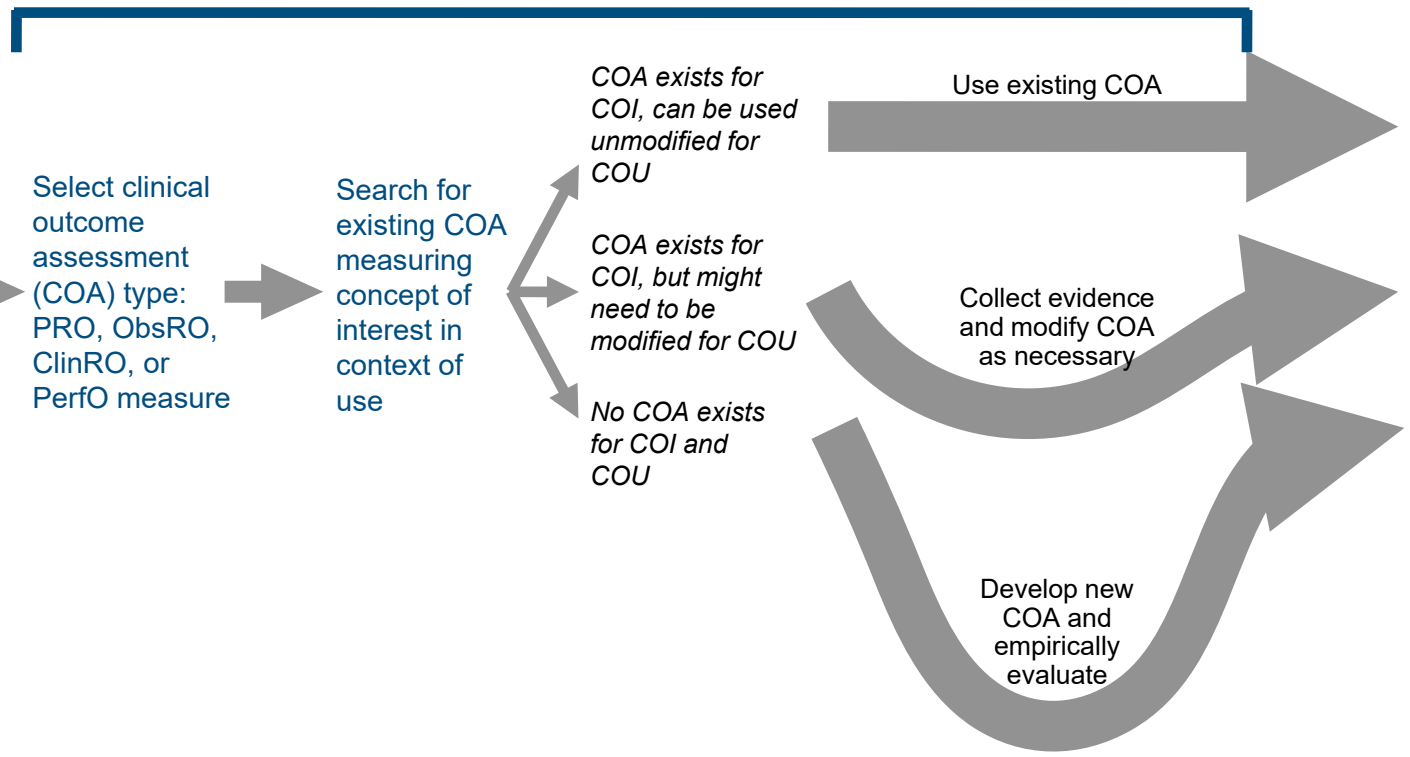 Select clinical
outcome
assessment
(COA) type:
PRO, ObsRO,
ClinRO, or
PerfO measure
Search for
existing COA
measuring
concept of
interest in
context of
use
COA exists for
COI, can be used
unmodified for
COU
COA exists for
COI, but might
need to be
modified for COU
No COA exists
for COI and
COU
Use existing COA
Collect evidence
and modify COA
as necessary
Develop new
COA and
empirically
evaluate